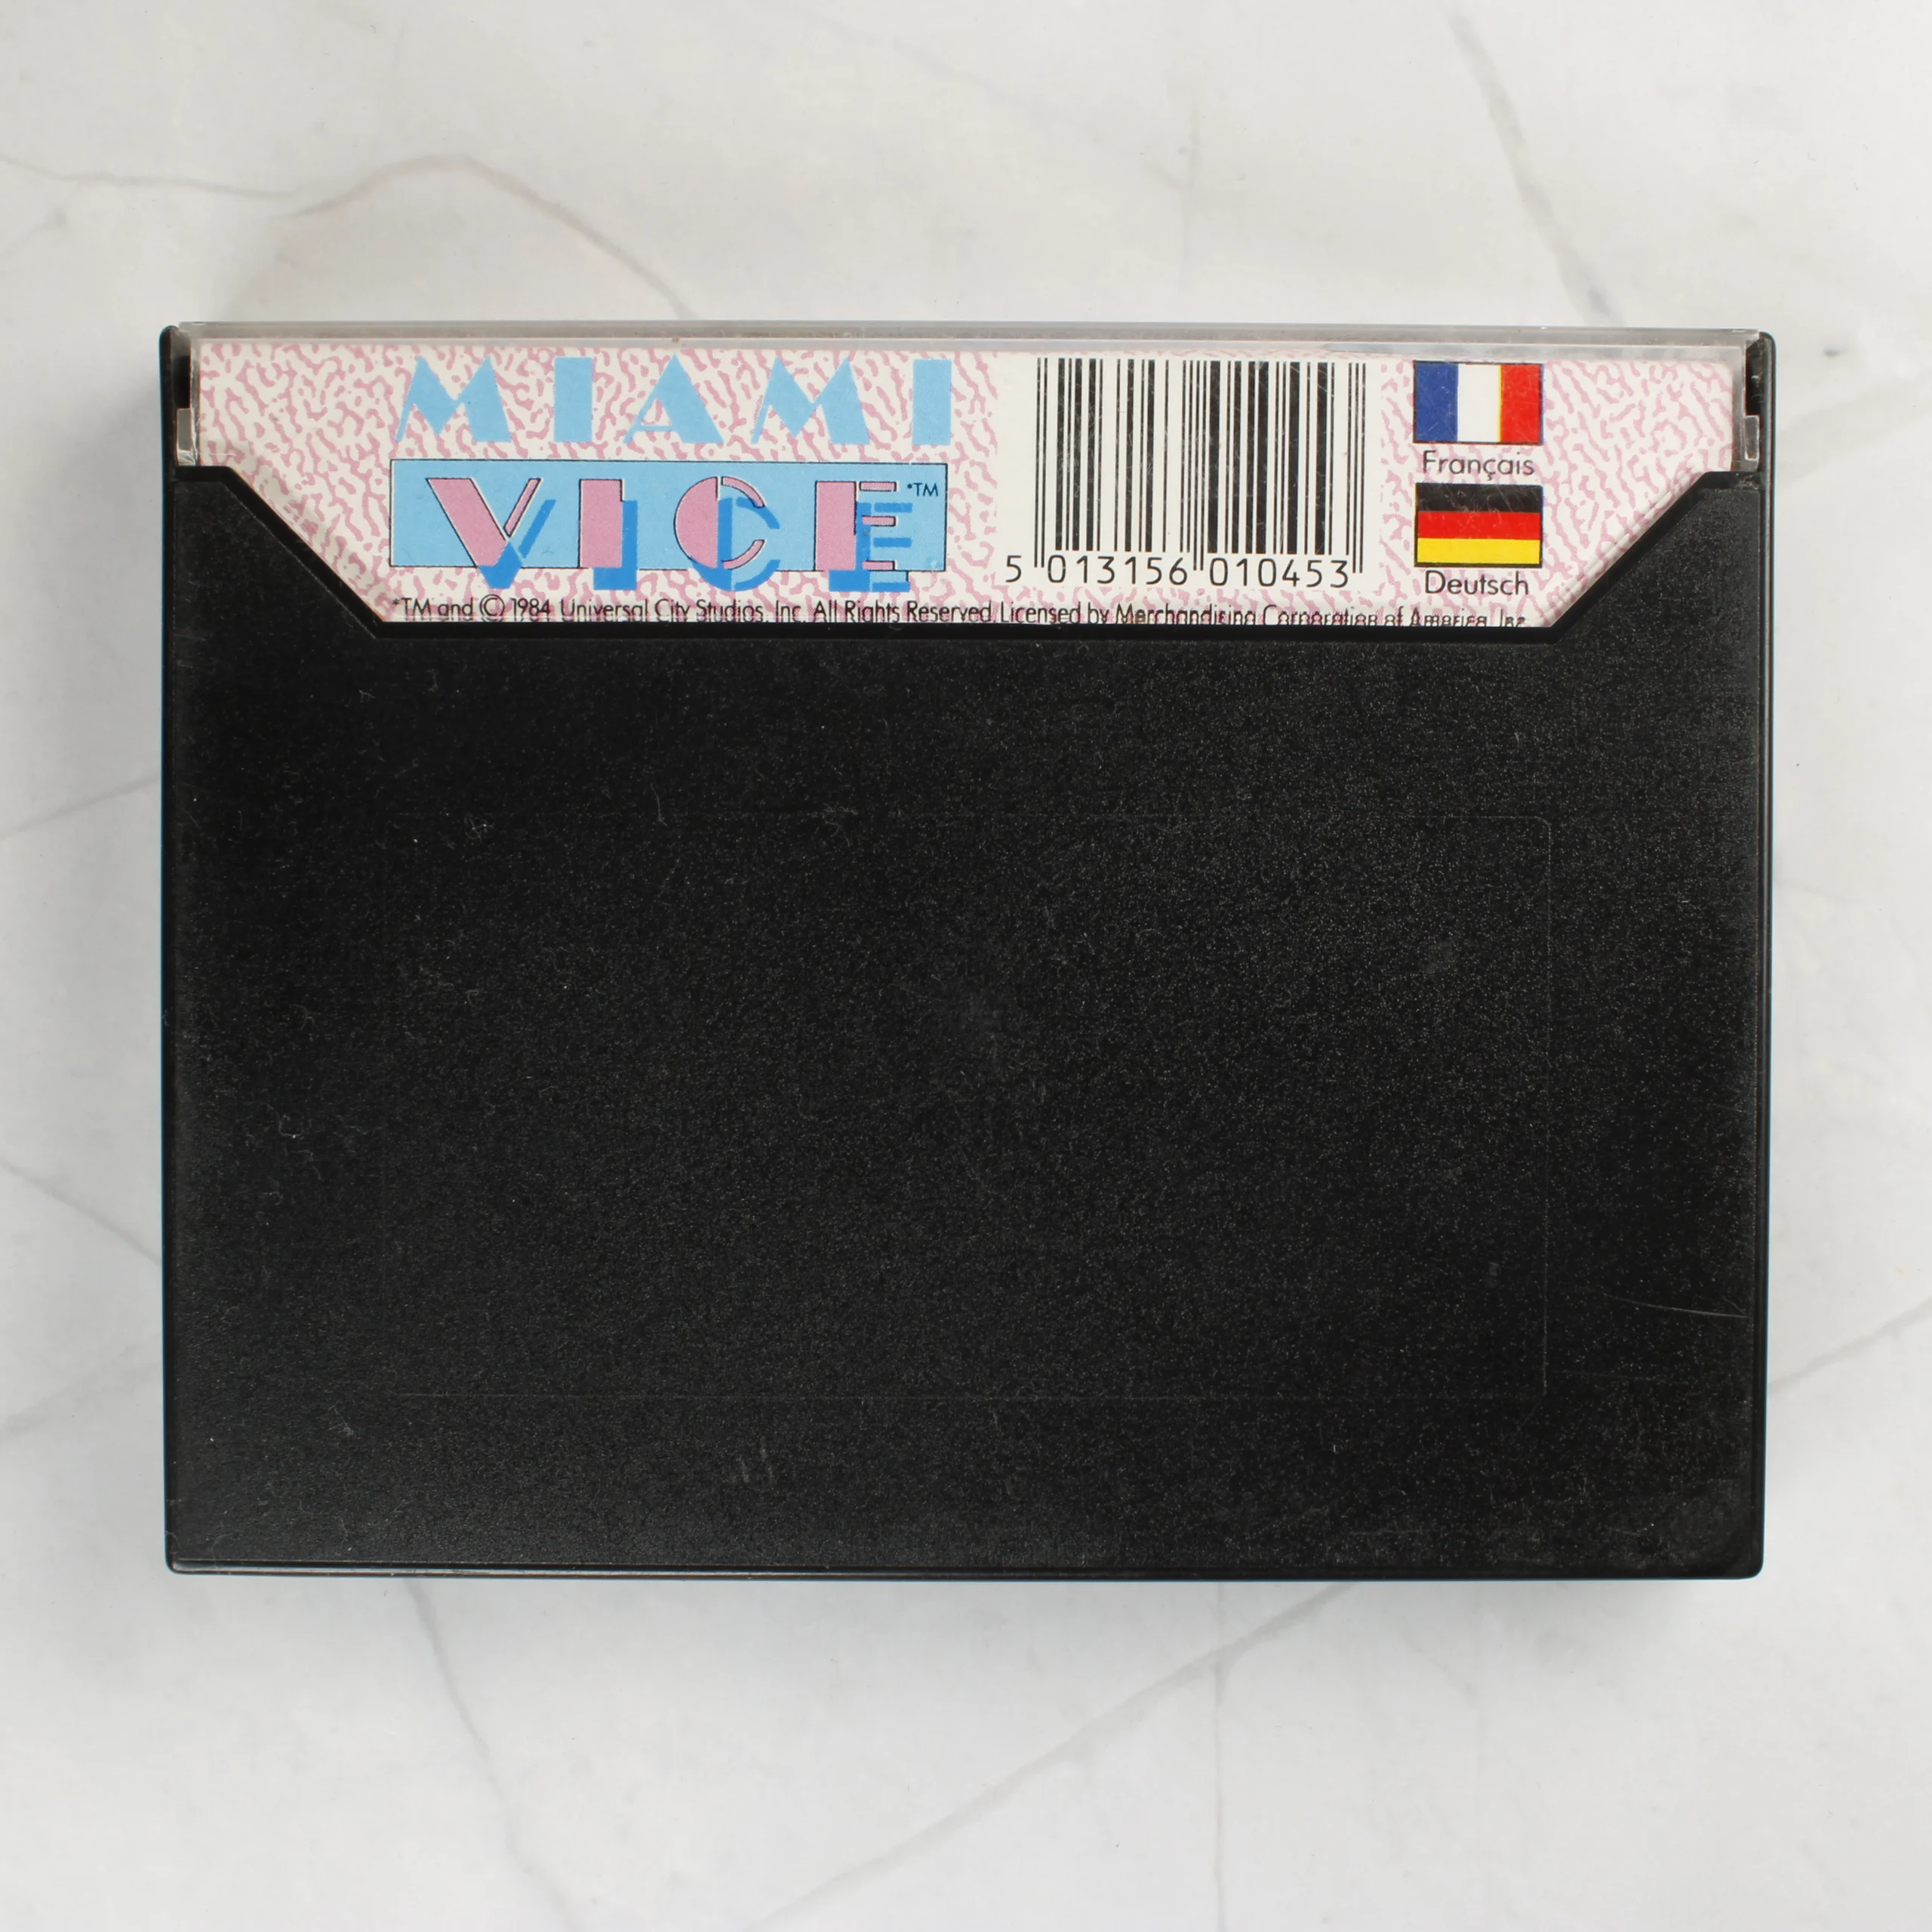 MIAMI
VICE *TM
5 013156 010453
Français
Deutsch
*TM and © 1984 Universal City Studios, Inc. All Rights Reserved. Licensed by Merchandising Corporation of America, Inc.